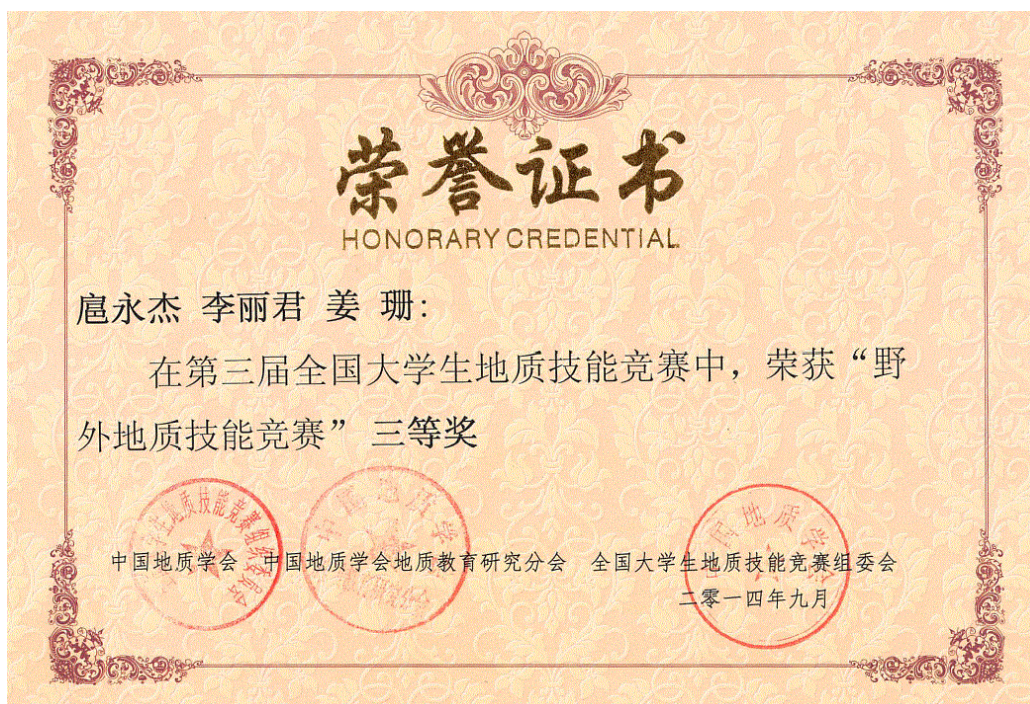 荣誉证书
HONORARY CREDENTIAL
扈永杰 李丽君 姜 珊:
在第三届全国大学生地质技能竞赛中，荣获“野
外地质技能竞赛” 三等奖
中国地质学会 中国地质学会地质教育研究分会 全国大学生地质技能竞赛组委会
二零一四年九月